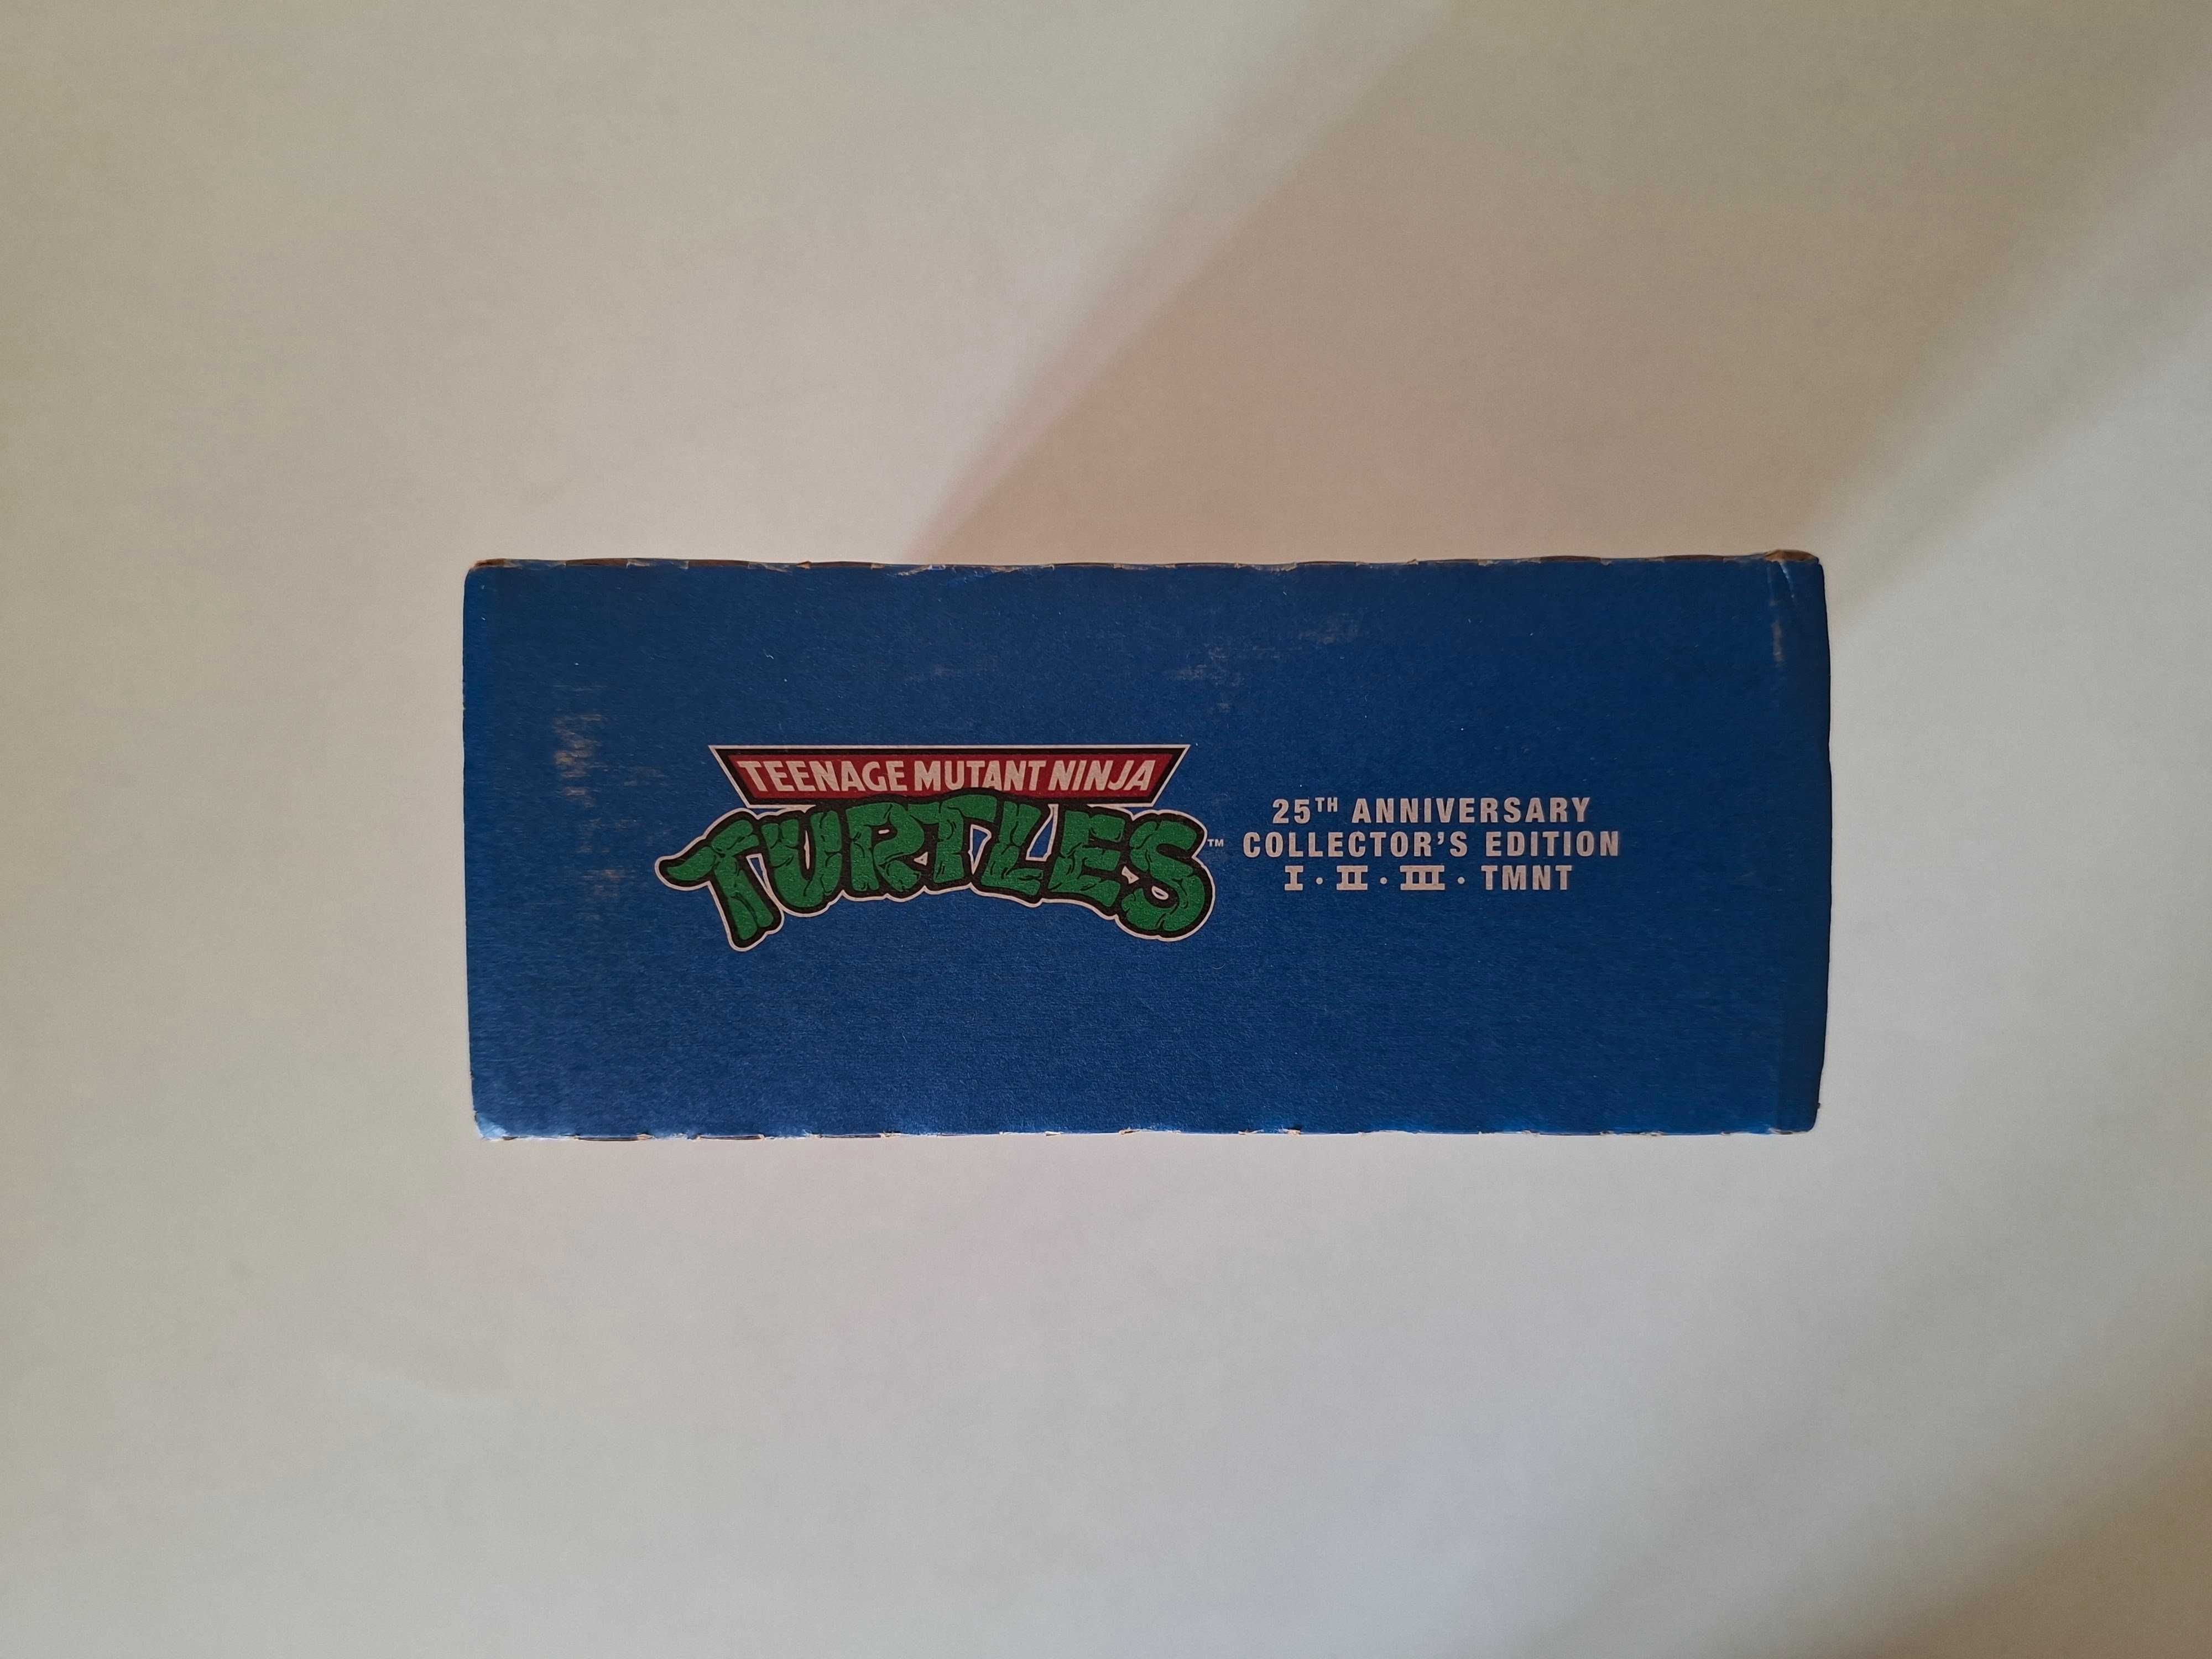 TEENAGE MUTANT NINJA
TURTLES™
25TH ANNIVERSARY
COLLECTOR'S EDITION
I · II · III · TMNT